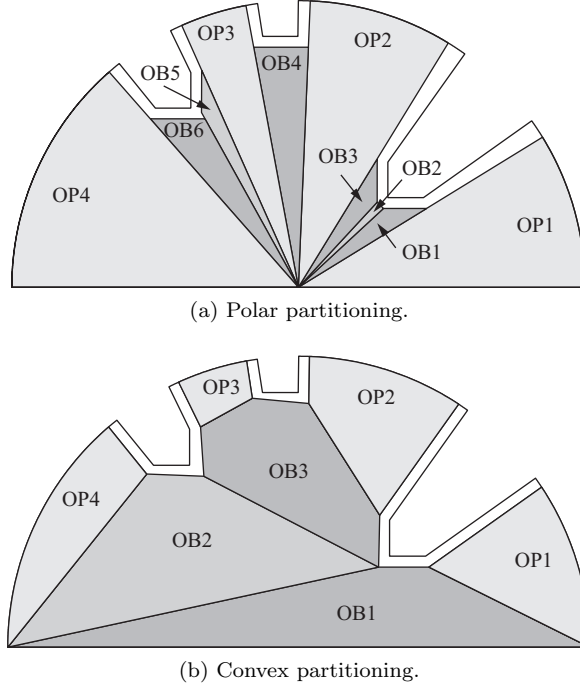 OP3
OP2
OB5
OB4
OB6
OB3
OB2
OP4
OB1
OP1
(a) Polar partitioning.
OP3
OP2
OB3
OP4
OB2
OP1
OB1
(b) Convex partitioning.